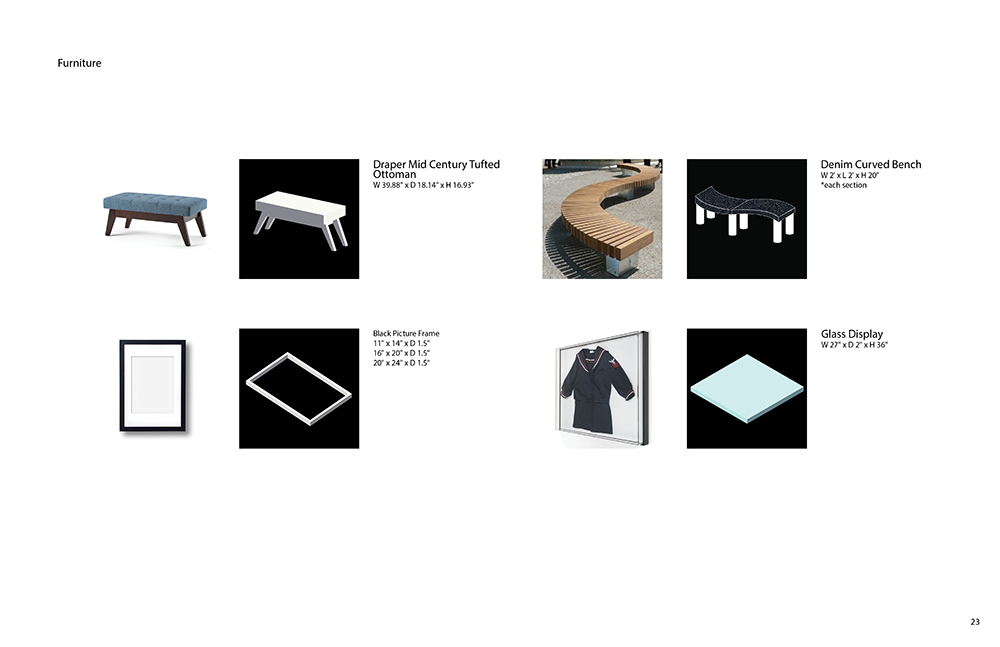 Furniture
Draper Mid Century Tufted
Ottoman
W 39.88" x D 18.14" x H 16.93"
Denim Curved Bench
W 2' x L 2' x H 20"
*each section
Black Picture Frame
11" x 14" x D 1.5"
16" x 20" x D 1.5"
20" x 24" x D 1.5"
Glass Display
W 27" x D 2" x H 36"
23